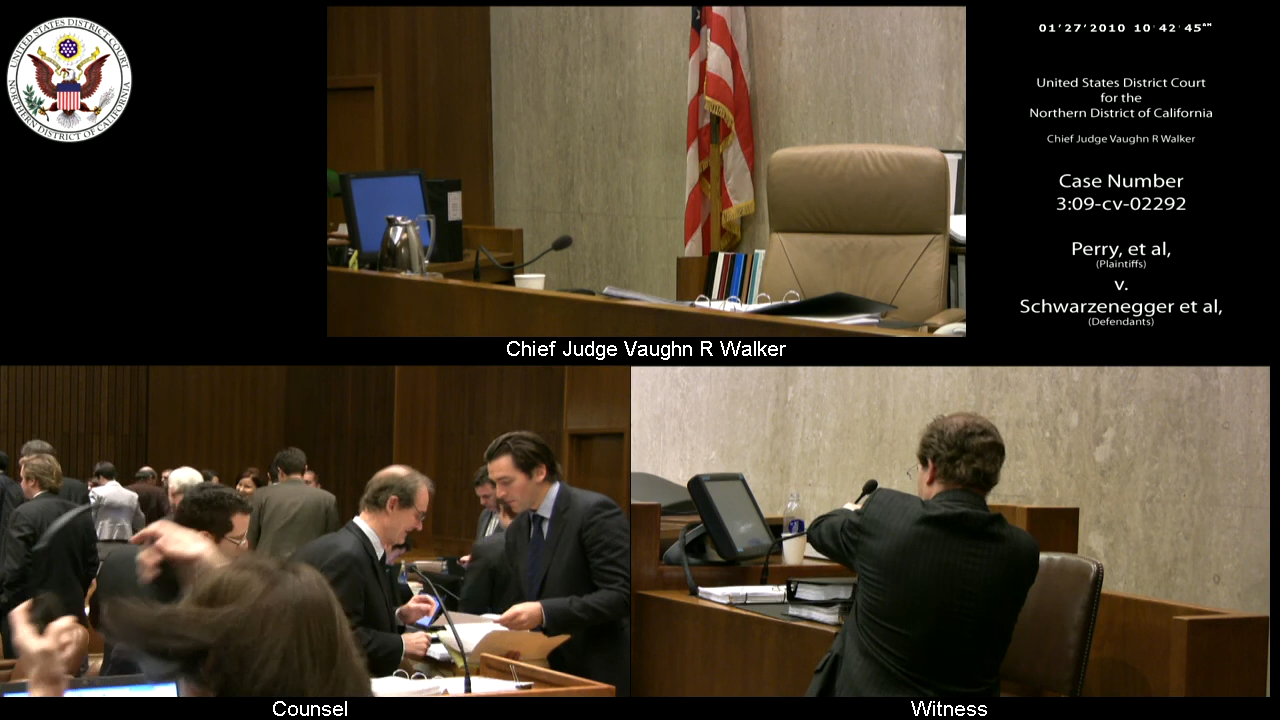 UNITED STATES DISTRICT COURT
NORTHERN DISTRICT OF CALIFORNIA
01'27'2010 10:42:45AM
United States District Court
for the
Northern District of California
Chief Judge Vaughn R Walker
Case Number
3:09-cv-02292
Perry, et al,
(Plaintiffs)
v.
Schwarzenegger et al,
(Defendants)
Chief Judge Vaughn R Walker
Counsel
Witness